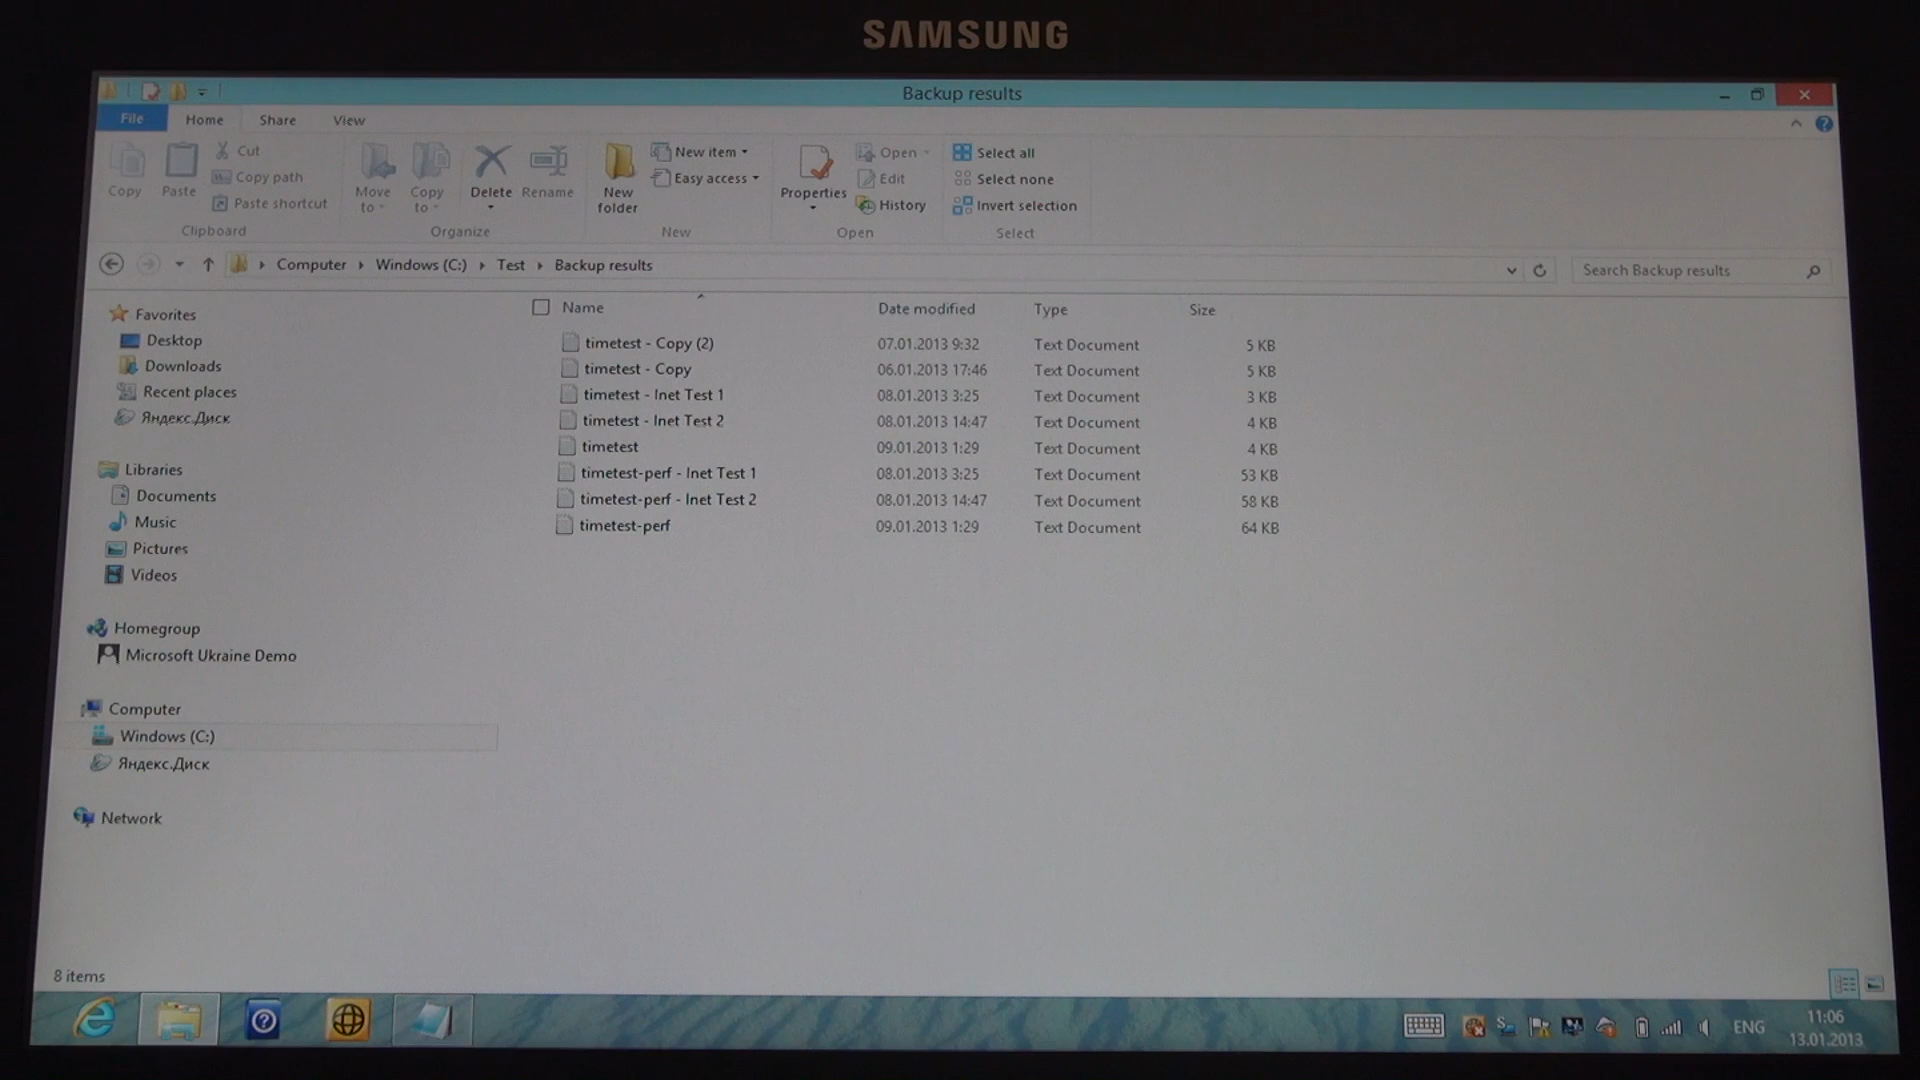 SAMSUNG
Backup results
File Home Share View
Copy
Paste
Cut
Copy path
Paste shortcut
Clipboard
Move to
Copy to
Delete
Rename
Organize
New folder
New item
Easy access
New
Properties
Open
Edit
History
Open
Select all
Select none
Invert selection
Select
Computer Windows (C:) Test Backup results
Search Backup results
Favorites
Desktop
Downloads
Recent places
Яндекс.Диск
Libraries
Documents
Music
Pictures
Videos
Homegroup
Microsoft Ukraine Demo
Computer
Windows (C:)
Яндекс.Диск
Network
Name Date modified Type Size
timetest - Copy (2) 07.01.2013 9:32 Text Document 5 KB
timetest - Copy 06.01.2013 17:46 Text Document 5 KB
timetest - Inet Test 1 08.01.2013 3:25 Text Document 3 KB
timetest - Inet Test 2 08.01.2013 14:47 Text Document 4 KB
timetest 09.01.2013 1:29 Text Document 4 KB
timetest-perf - Inet Test 1 08.01.2013 3:25 Text Document 53 KB
timetest-perf - Inet Test 2 08.01.2013 14:47 Text Document 58 KB
timetest-perf 09.01.2013 1:29 Text Document 64 KB
8 items
ENG
11:06
13.01.2013